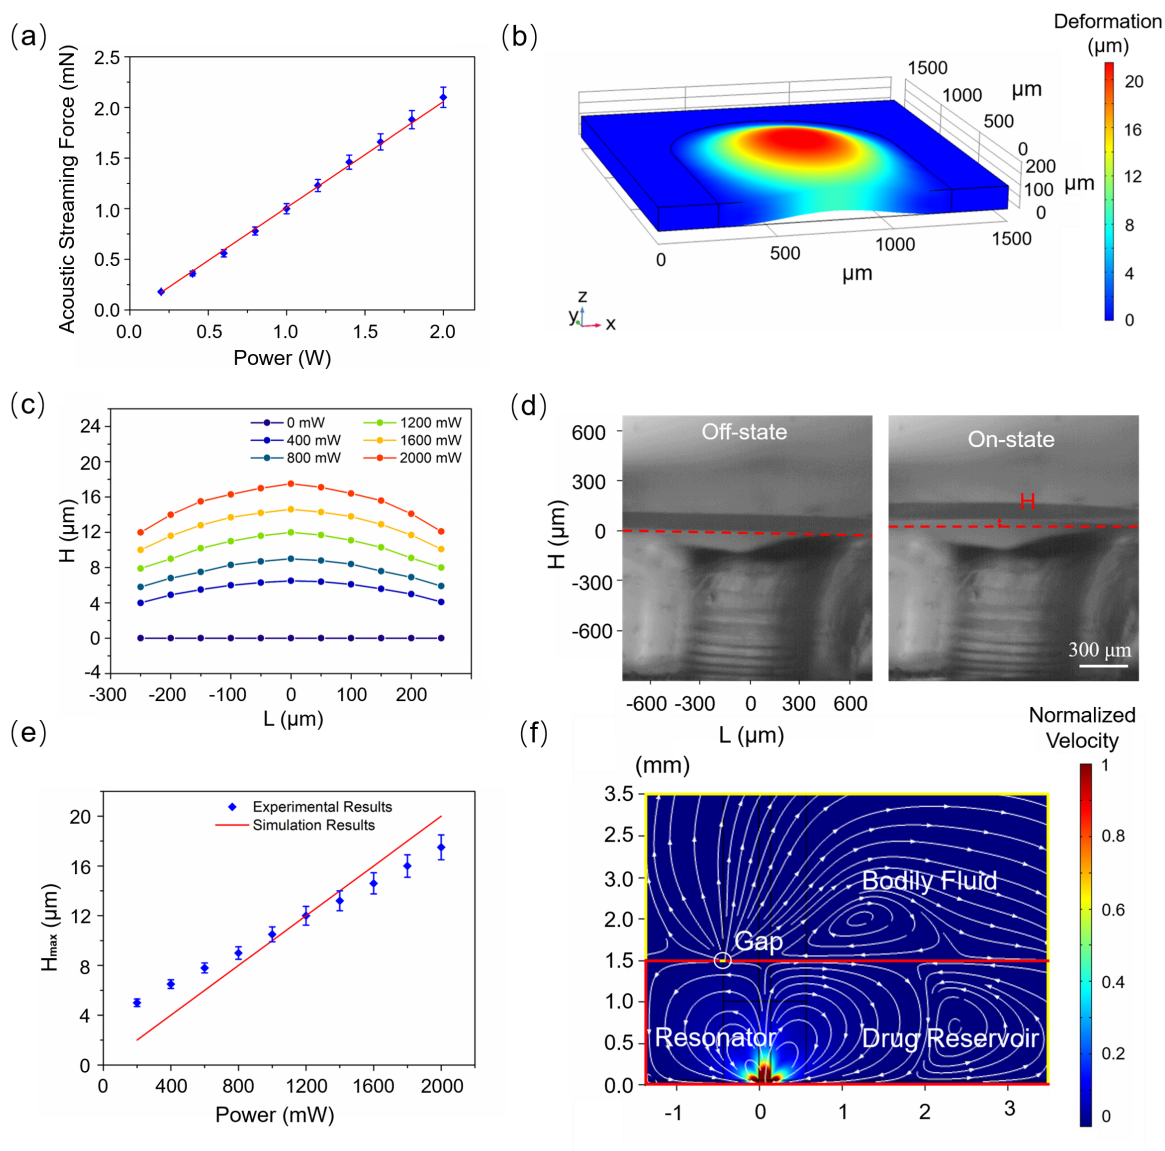 (a)
Acoustic Streaming Force (mN)
2.5
2.0
1.5
1.0
0.5
0.0
0.0 0.5 1.0 1.5 2.0
Power (W)
(b)
Deformation
(μm)
20
16
12
8
4
0
1500
1000
500
0
μm
200
100
0
μm
0 500 1000 1500
μm
z
y x
(c)
H (μm)
24
20
16
12
8
4
0
-4
0 mW 1200 mW
400 mW 1600 mW
800 mW 2000 mW
-300 -200 -100 0 100 200
L (μm)
(d)
H (μm)
600
300
0
-300
-600
Off-state
On-state
H
300 μm
-600 -300 0 300 600
L (μm)
(e)
Hmax (μm)
20
16
12
8
4
0
Experimental Results
Simulation Results
0 400 800 1200 1600 2000
Power (mW)
(f)
Normalized
Velocity
(mm)
3.5
2.5
3.0
2.0
1.5
1.0
0.5
0.0
Bodily Fluid
Gap
Resonator
Drug Reservoir
-1 0 1 2 3
1
0.8
0.6
0.4
0.2
0